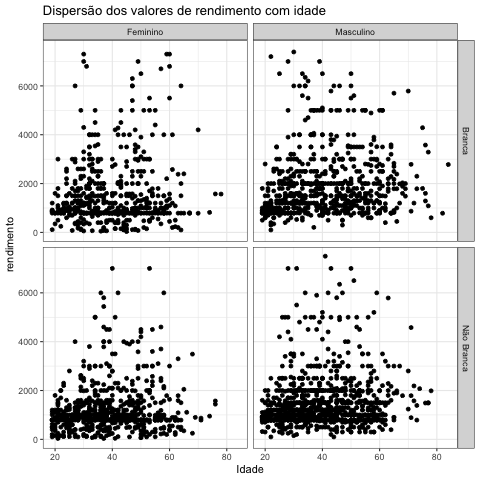 Dispersão dos valores de rendimento com idade
Feminino
Masculino
6000
4000
2000
0
Branca
rendimento
6000
4000
2000
0
Não Branca
20
40
60
80
20
40
60
80
Idade